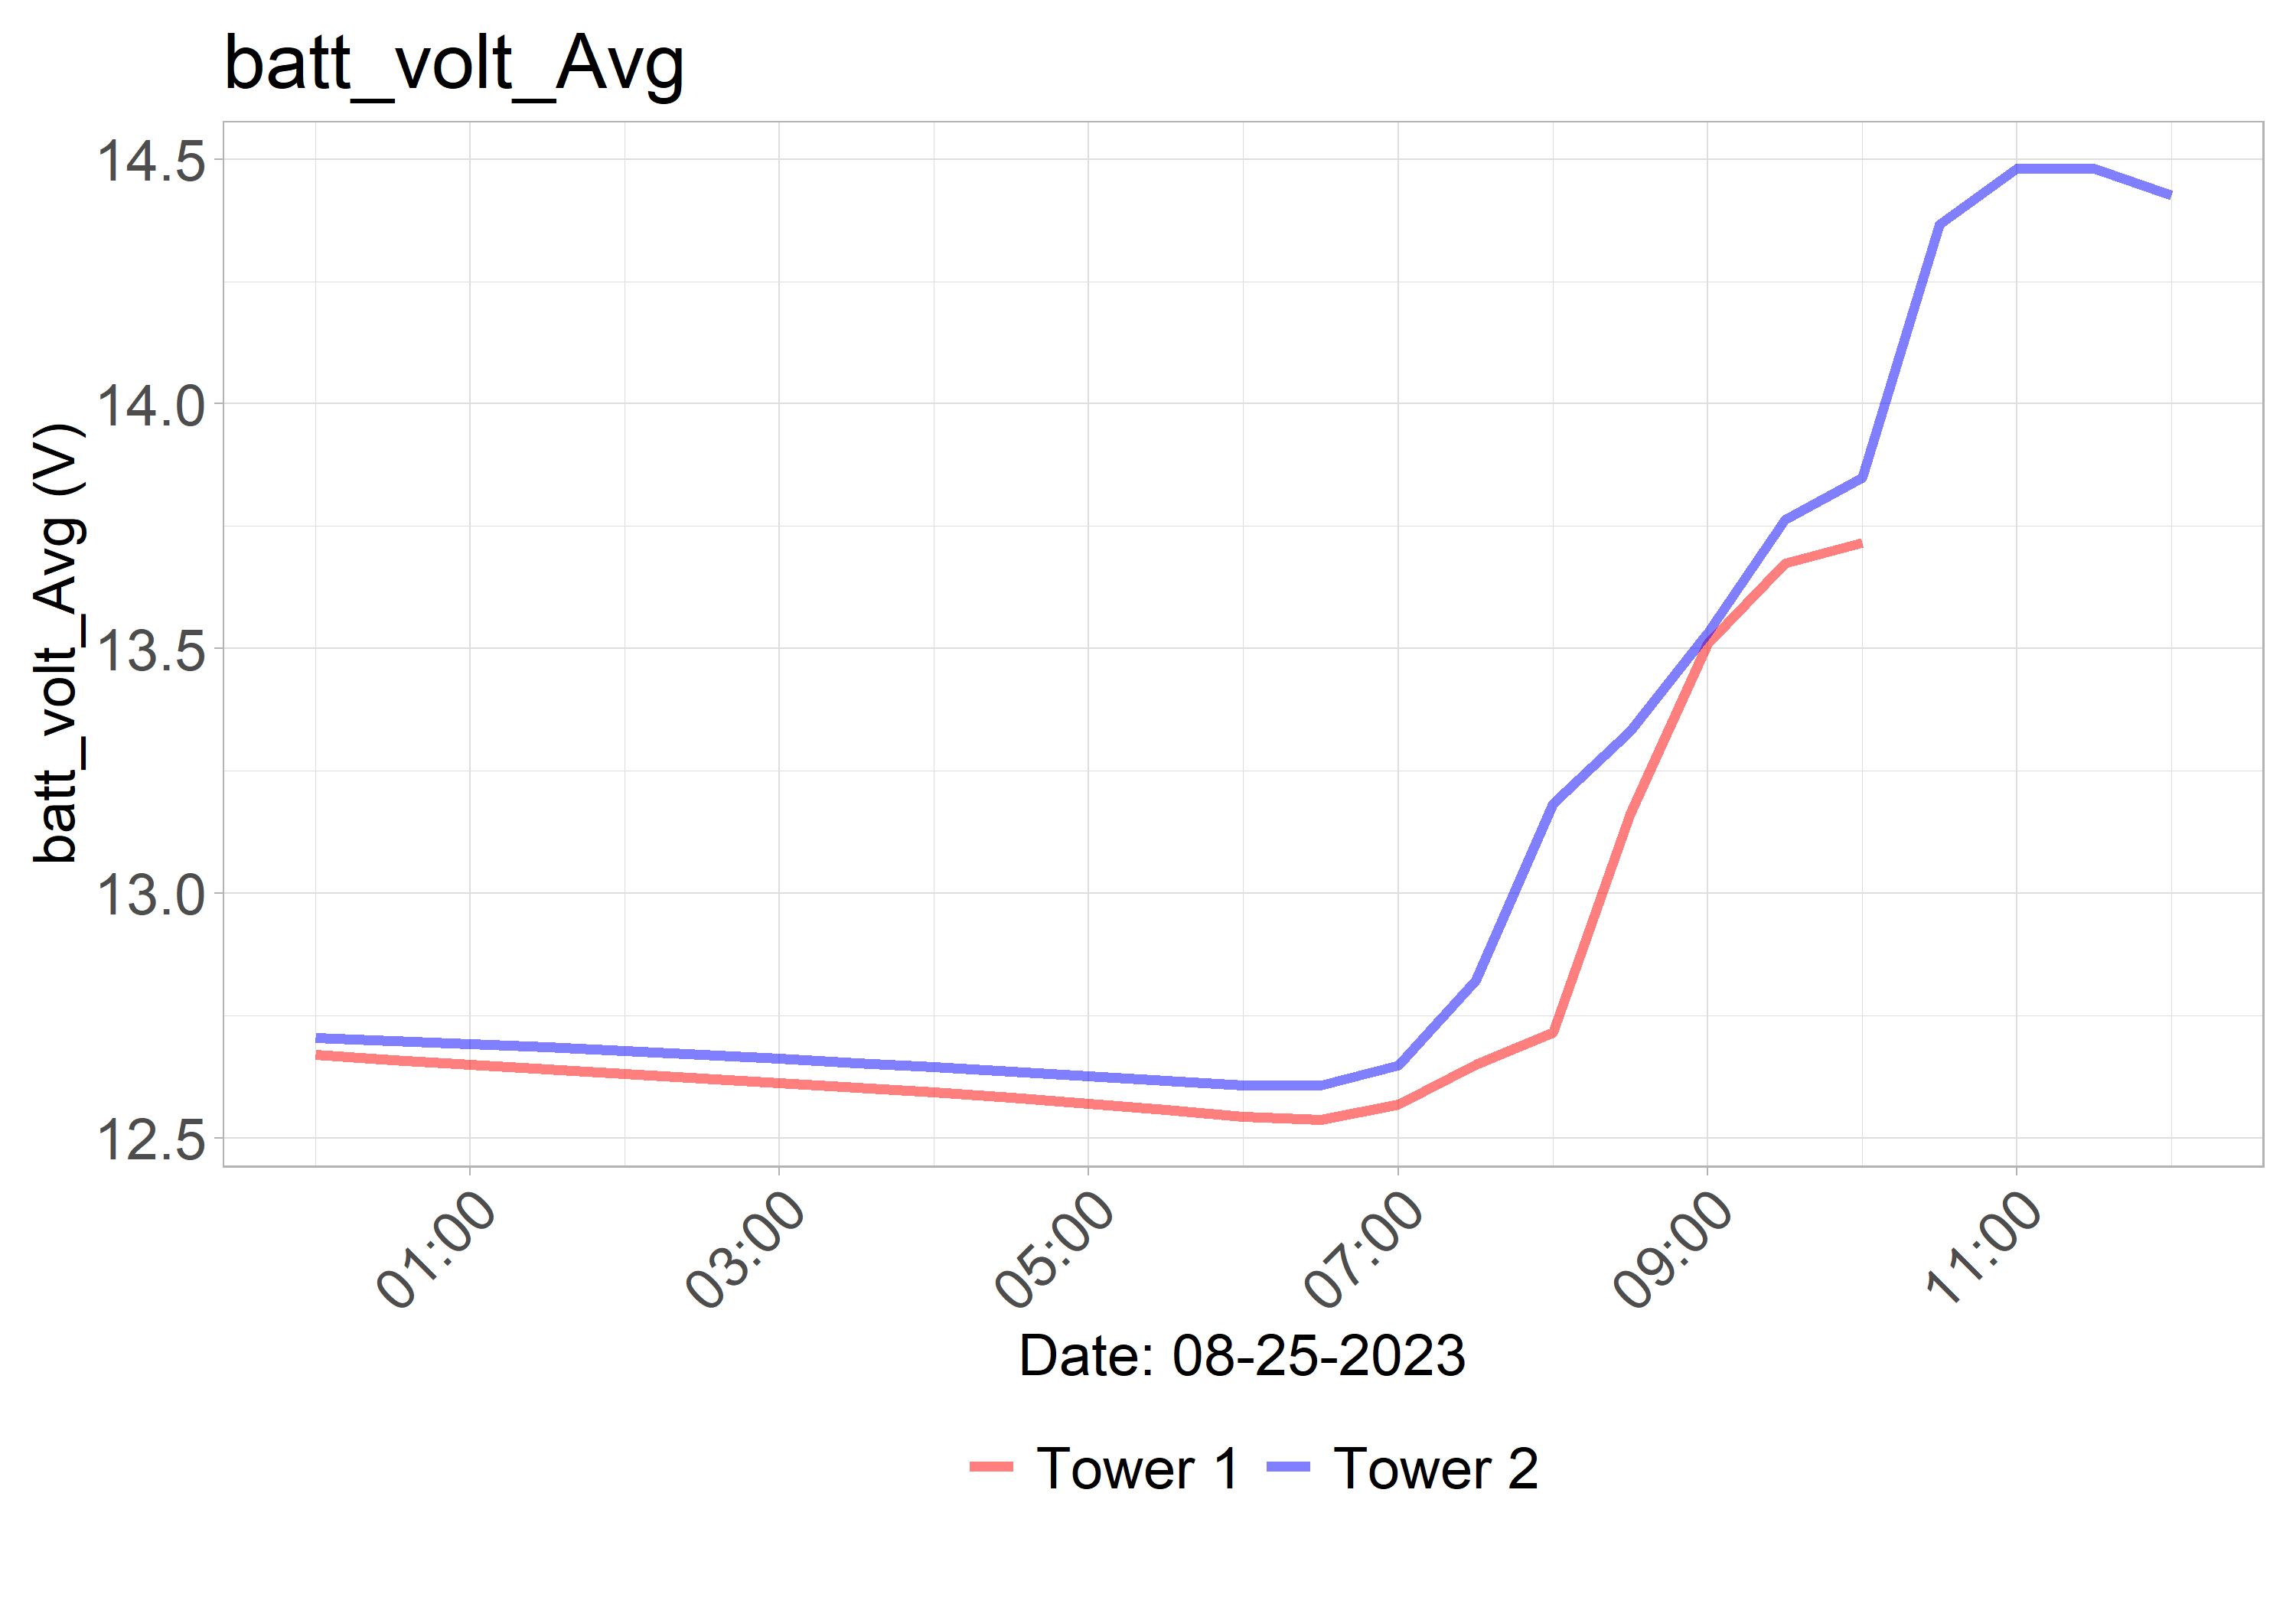 batt_volt_Avg
batt_volt_Avg (V)
14.5
14.0
13.5
13.0
12.5
01:00 03:00 05:00 07:00 09:00 11:00
Date: 08-25-2023
Tower 1 Tower 2